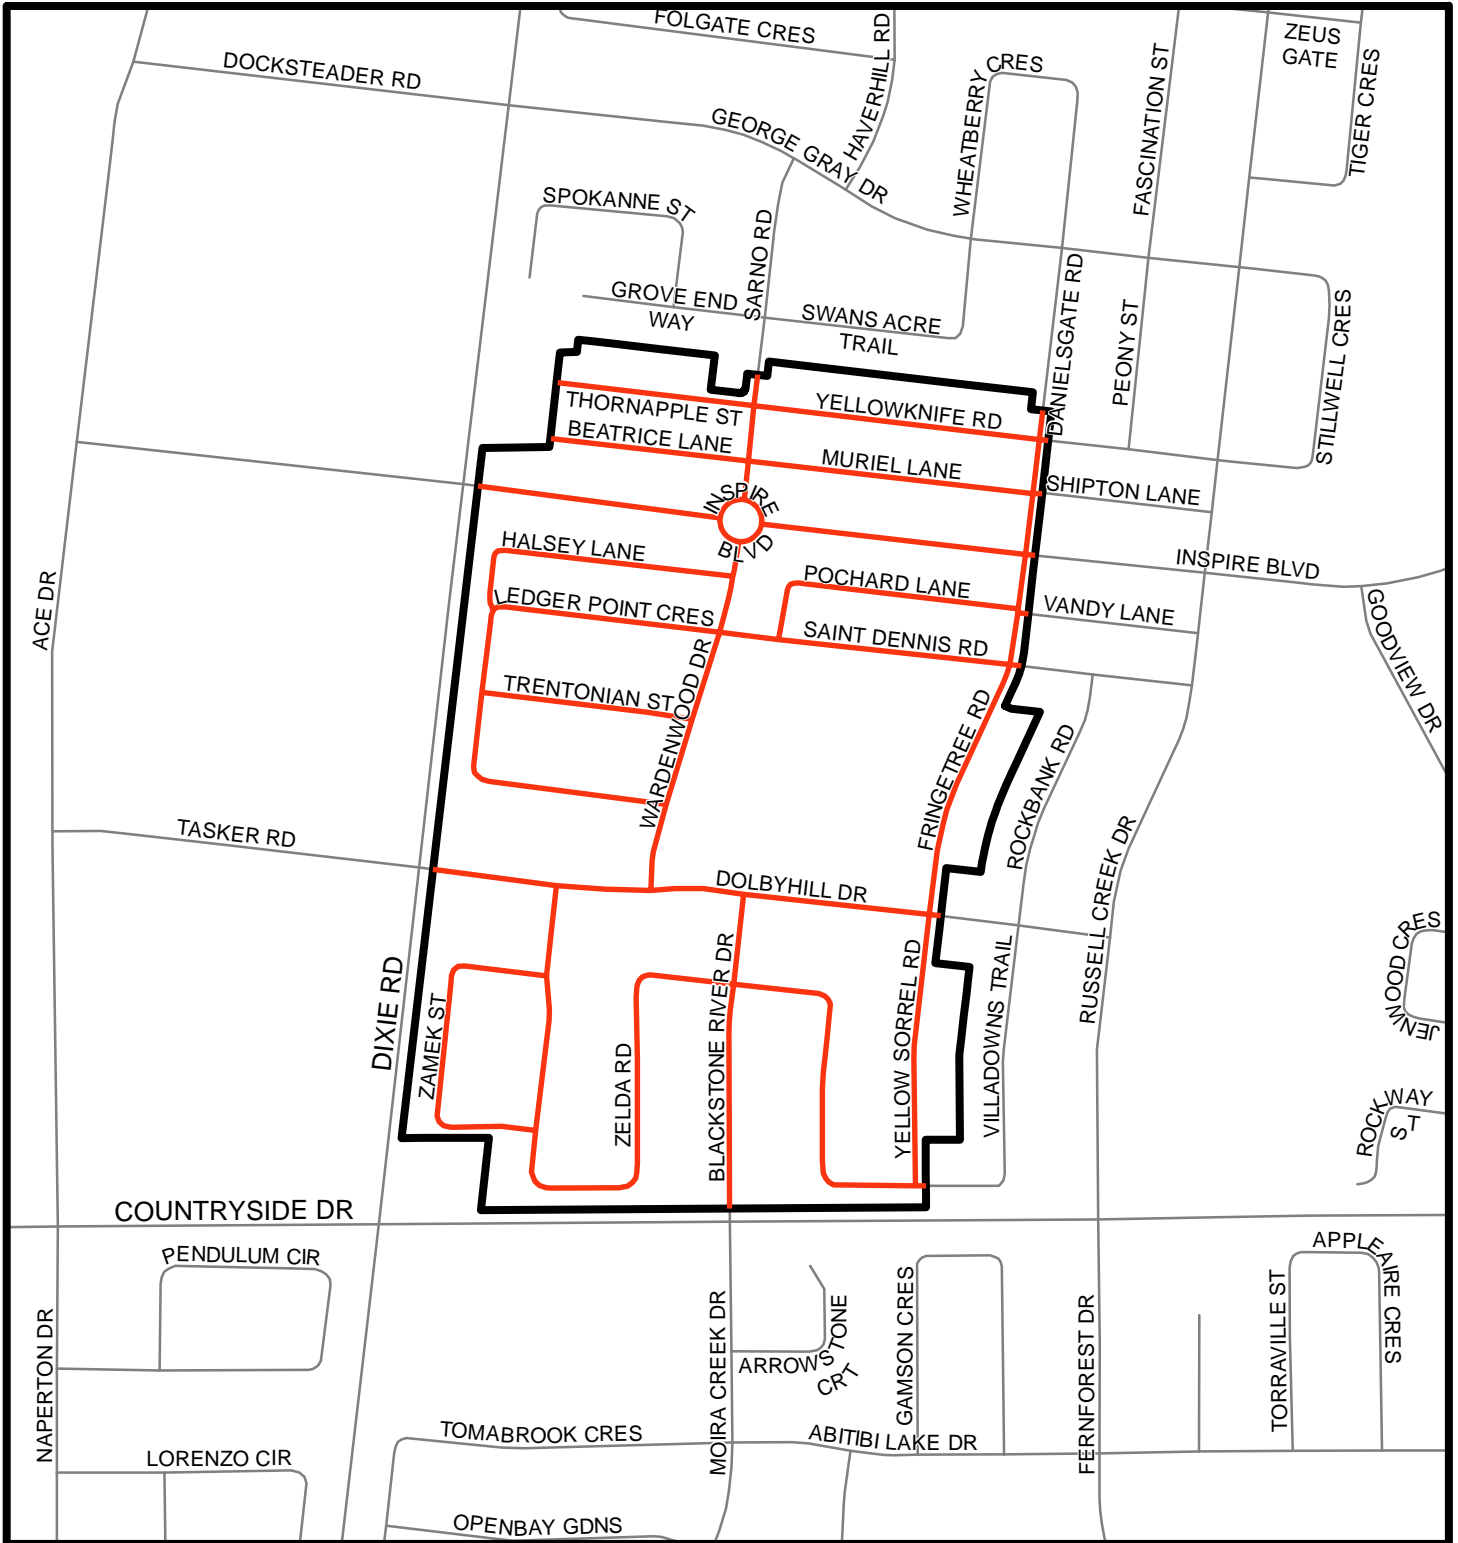 FOLGATE CRES
HAVERHILL RD
ZEUS
GATE
DOCKSTEADER RD
WHEATBERRY CRES
FASCINATION ST
TIGER CRES
GEORGE GRAY DR
SPOKANNE ST
SARNO RD
GROVE END
WAY
SWANS ACRE
TRAIL
DANIELSGATE RD
PEONY ST
STILLWELL CRES
THORNAPPLE ST
YELLOWKNIFE RD
BEATRICE LANE
MURIEL LANE
SHIPTON LANE
INSPIRE
BLVD
HALSEY LANE
INSPIRE BLVD
POCHARD LANE
LEDGER POINT CRES
VANDY LANE
ACE DR
GOODVIEW DR
SAINT DENNIS RD
TRENTONIAN ST
WARDENWOOD DR
FRINGETREE RD
ROCKBANK RD
TASKER RD
RUSSELL CREEK DR
DOLBYHILL DR
DIXIE RD
ZAMEK ST
ZELDA RD
BLACKSTONE RIVER DR
YELLOW SORREL RD
VILLADOWNS TRAIL
JENWOOD CRES
ROCKWAY
ST
COUNTRYSIDE DR
PENDULUM CIR
APPLEAIRE CRES
NAPERTON DR
MOIRA CREEK DR
ARROWSTONE
CRT
GAMSON CRES
FERNFOREST DR
TORRAVILLE ST
TOMABROOK CRES
ABITIBI LAKE DR
LORENZO CIR
OPENBAY GDNS